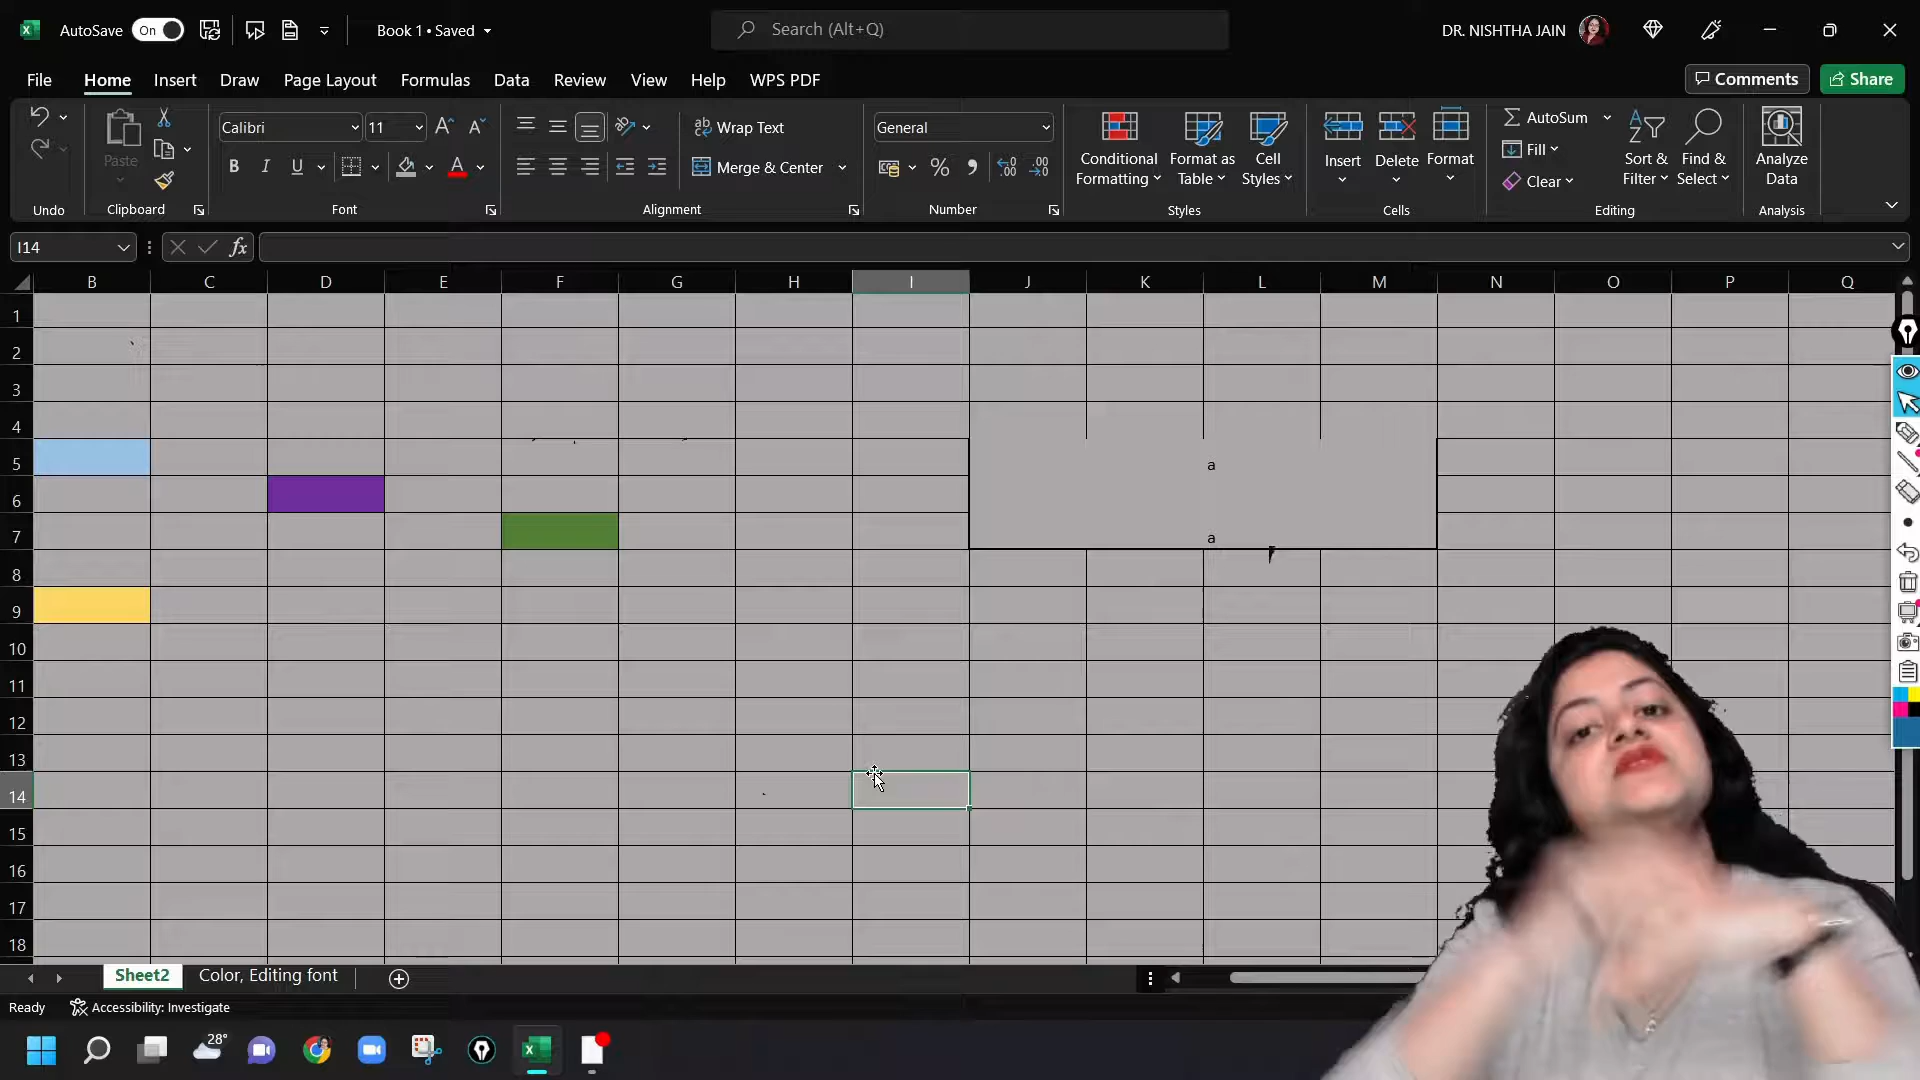 AutoSave On Book 1 • Saved Search (Alt+Q) DR. NISHTHA JAIN
File Home Insert Draw Page Layout Formulas Data Review View Help WPS PDF Comments Share
Paste
Calibri 11
B I U
ab Wrap Text
Merge & Center
General
Conditional Formatting
Format as Table
Cell Styles
Insert
Delete
Format
AutoSum
Fill
Clear
Sort & Filter
Find & Select
Analyze Data
Undo Clipboard Font Alignment Number Styles Cells Editing Analysis
I14 fx
B C D E F G H I J K L M N O P Q
1
2
3
4
5 a
6
7 a
8
9
10
11
12
13
14
15
16
17
18
Sheet2 Color, Editing font
Ready Accessibility: Investigate
28°